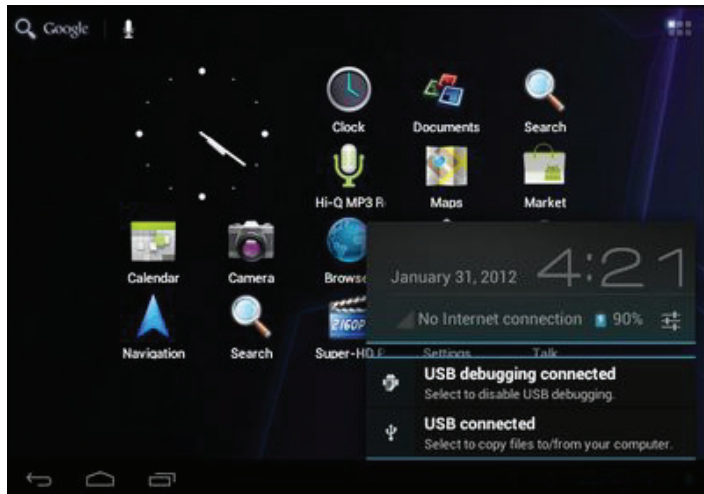 Google
Clock
Documents
Search
Hi-Q MP3 R
Maps
Market
Calendar
Camera
Browse
January 31, 2012
4:21
No Internet connection
90%
2160P
Navigation
Search
Super-HD P
Settings
Talk
USB debugging connected
Select to disable USB debugging.
USB connected
Select to copy files to/from your computer.